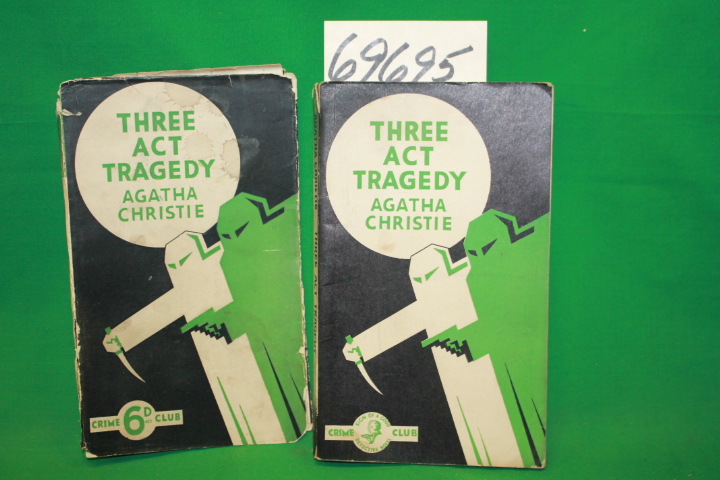 69695
THREE
ACT
TRAGEDY
AGATHA
CHRISTIE
CRIME 6D CLUB
THREE
ACT
TRAGEDY
AGATHA
CHRISTIE
CRIME CLUB